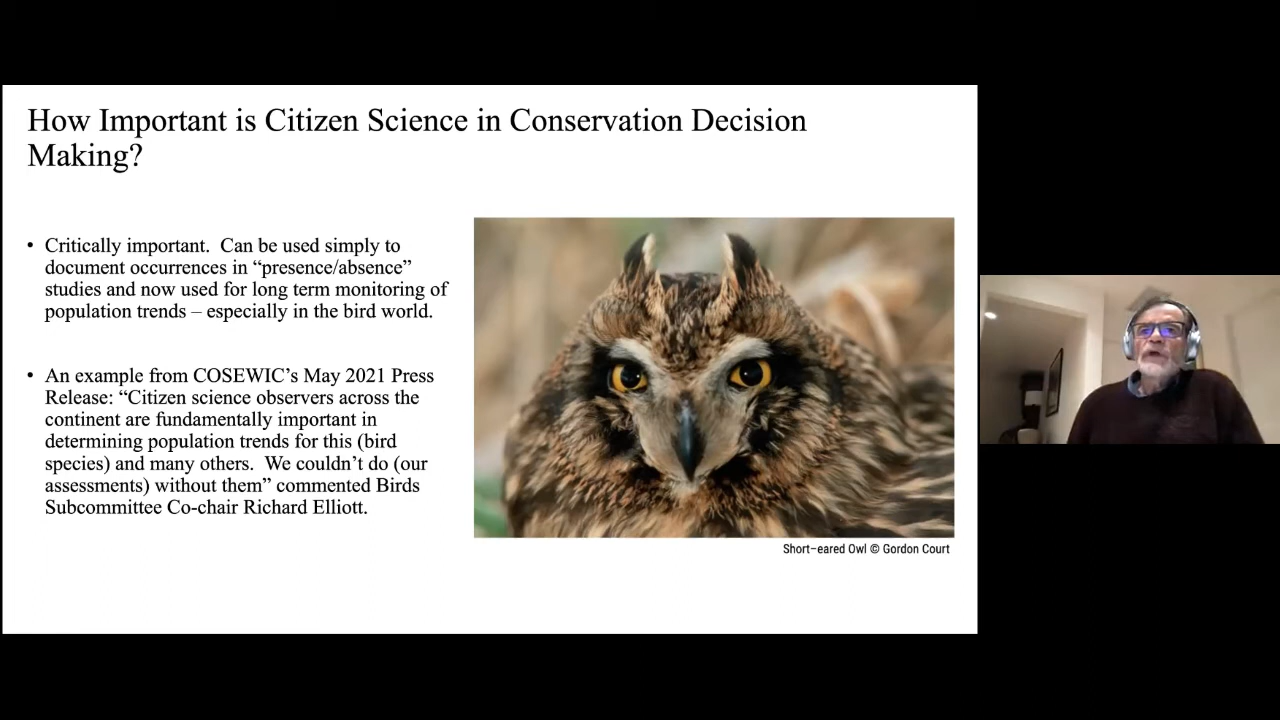 How Important is Citizen Science in Conservation Decision
Making?
• Critically important.  Can be used simply to
document occurrences in “presence/absence”
studies and now used for long term monitoring of
population trends – especially in the bird world.
• An example from COSEWIC’s May 2021 Press
Release: “Citizen science observers across the
continent are fundamentally important in
determining population trends for this (bird
species) and many others.  We couldn’t do (our
assessments) without them” commented Birds
Subcommittee Co-chair Richard Elliott.
Short-eared Owl © Gordon Court